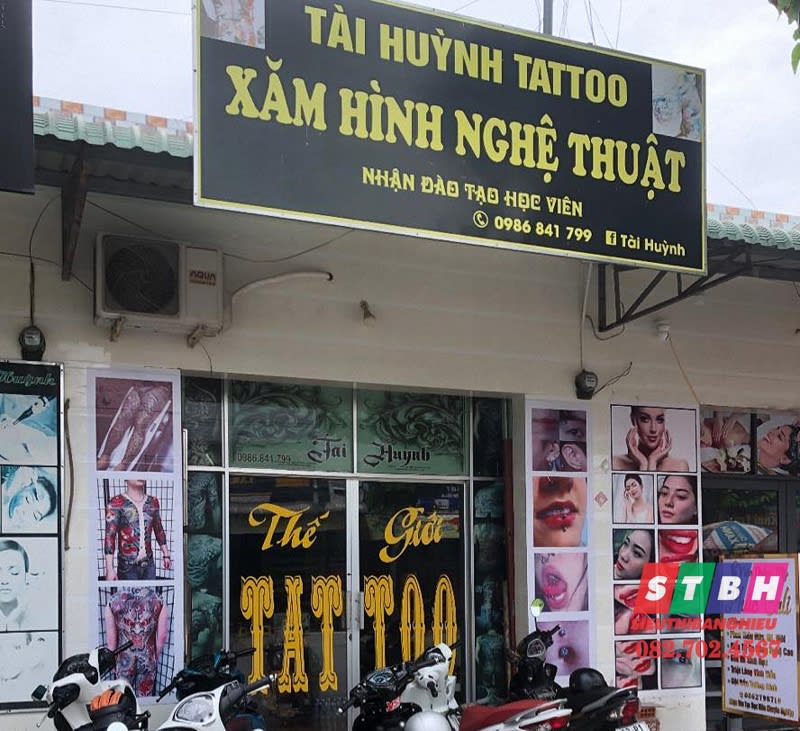 TÀI HUỲNH TATTOO
XĂM HÌNH NGHỆ THUẬT
NHẬN ĐÀO TẠO HỌC VIÊN
0986 841 799 Tài Huỳnh
AQUA
0986.841.799
Tài Huỳnh
Thế Giới
TATTOO
STBH
SIEUTHIBANGHIEU
082.702.4567